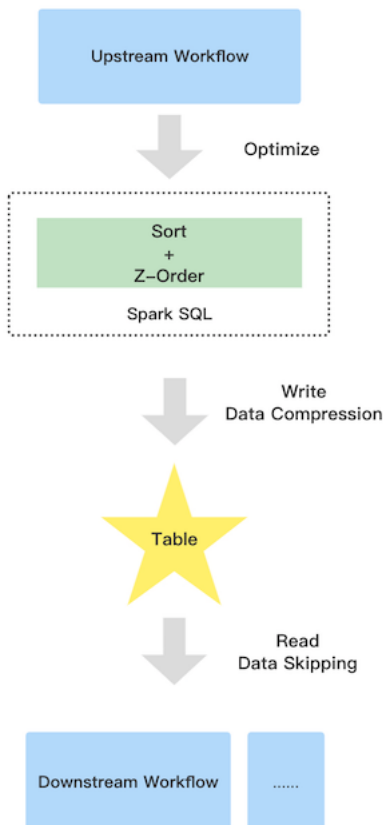 Upstream Workflow
Optimize
Sort
+
Z-Order
Spark SQL
Write
Data Compression
Table
Read
Data Skipping
Downstream Workflow
......